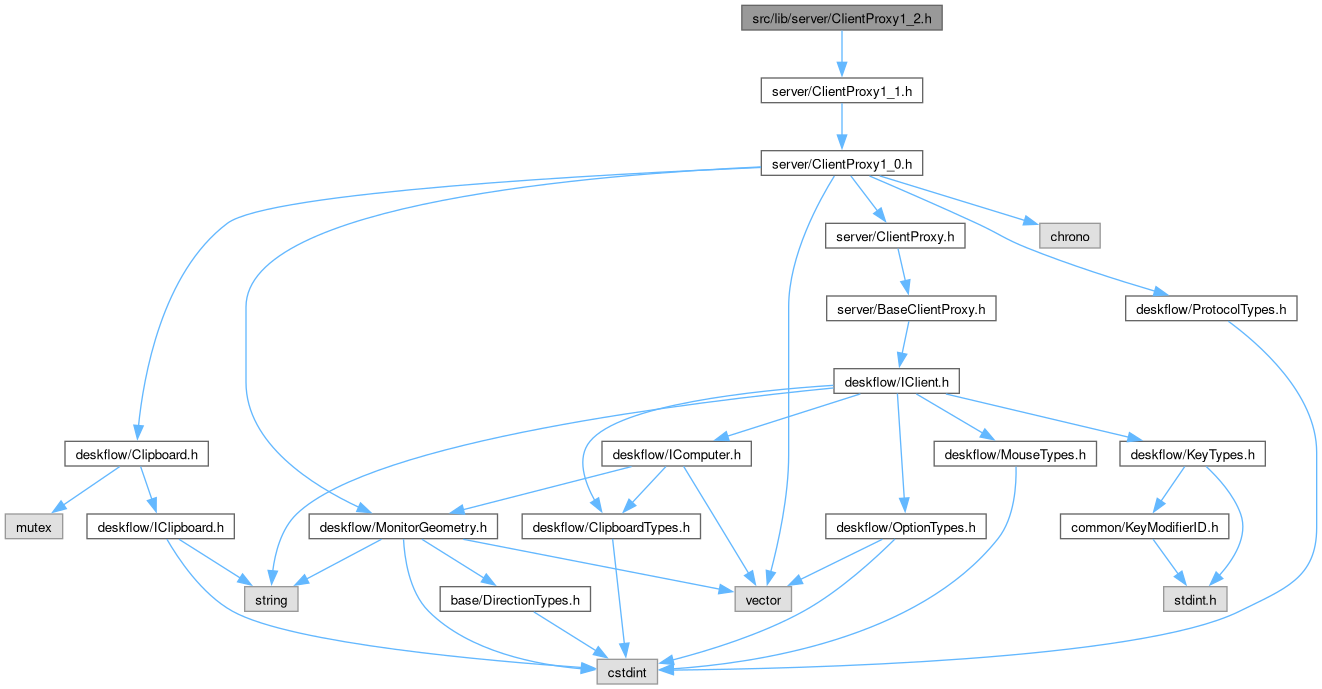 src/lib/server/ClientProxy1_2.h
server/ClientProxy1_1.h
server/ClientProxy1_0.h
server/ClientProxy.h
chrono
server/BaseClientProxy.h
deskflow/ProtocolTypes.h
deskflow/IClient.h
deskflow/Clipboard.h
deskflow/IComputer.h
deskflow/MouseTypes.h
deskflow/KeyTypes.h
mutex
deskflow/IClipboard.h
deskflow/MonitorGeometry.h
deskflow/ClipboardTypes.h
deskflow/OptionTypes.h
common/KeyModifierID.h
string
base/DirectionTypes.h
vector
stdint.h
cstdint